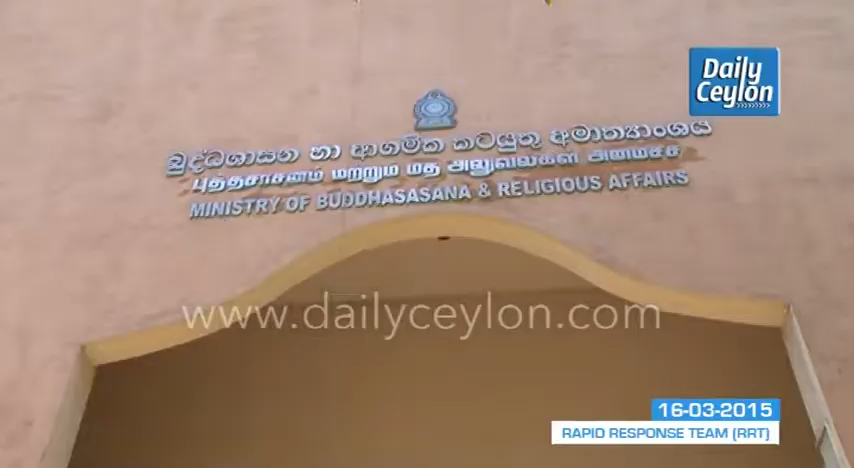 Daily
Ceylon
බුද්ධශාසන හා ආගමික කටයුතු අමාත්‍යාංශය
புத்தசாசனம் மற்றும் மத அலுவல்கள் அமைச்சு
MINISTRY OF BUDDHASASANA & RELIGIOUS AFFAIRS
www.dailyceylon.com
16-03-2015
RAPID RESPONSE TEAM (RRT)